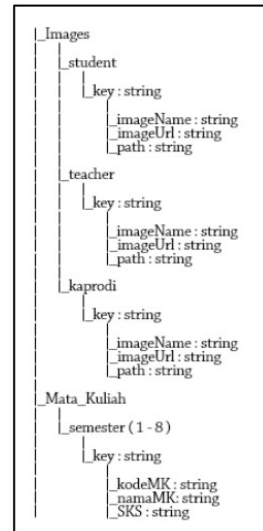 |_Images
|_student
|_key : string
|_imageName : string
|_imageUrl : string
|_path : string
|_teacher
|_key : string
|_imageName : string
|_imageUrl : string
|_path : string
|_kaprodi
|_key : string
|_imageName : string
|_imageUrl : string
|_path : string
|_Mata_Kuliah
|_semester ( 1 - 8 )
|_key : string
|_kodeMK : string
|_namaMK: string
|_SKS : string